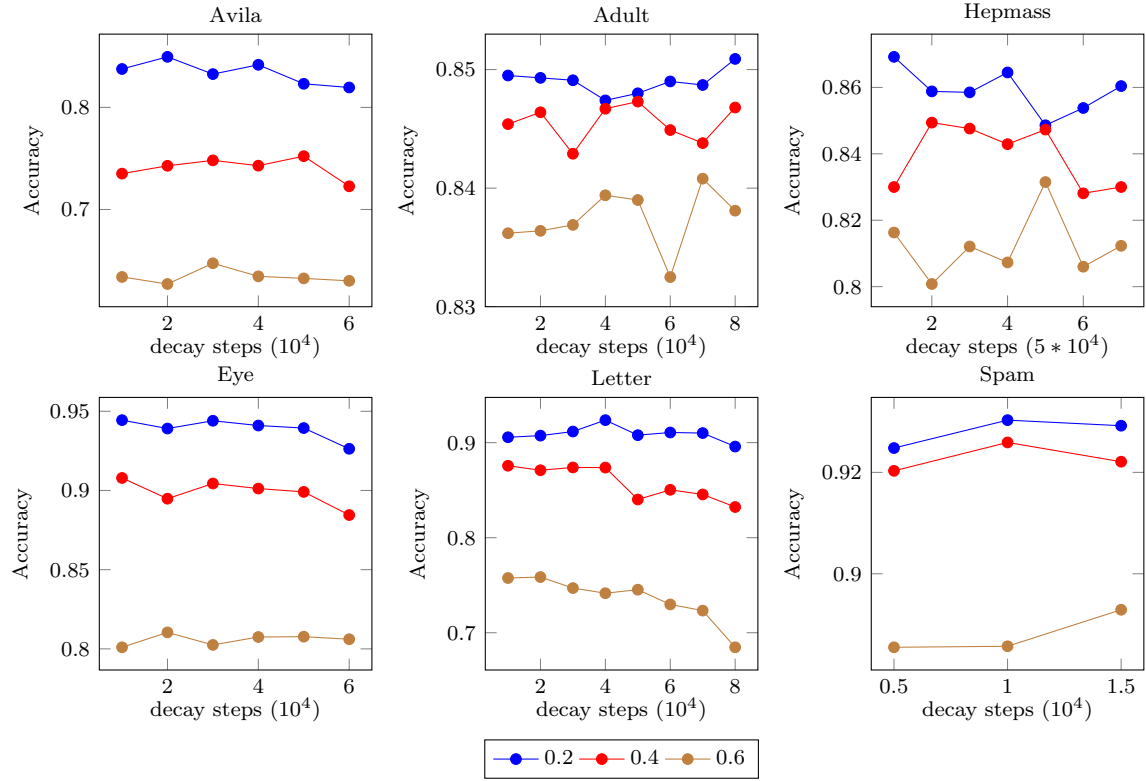 Avila
Adult
Hepmass
0.8
0.7
Accuracy
2
4
6
decay steps (10^4)
0.85
0.84
0.83
Accuracy
2
4
6
8
decay steps (10^4)
0.86
0.84
0.82
0.8
Accuracy
2
4
6
decay steps (5 * 10^4)
Eye
Letter
Spam
0.95
0.9
0.85
0.8
Accuracy
2
4
6
decay steps (10^4)
0.9
0.8
0.7
Accuracy
2
4
6
8
decay steps (10^4)
0.92
0.9
Accuracy
0.5
1
1.5
decay steps (10^4)
0.2 0.4 0.6